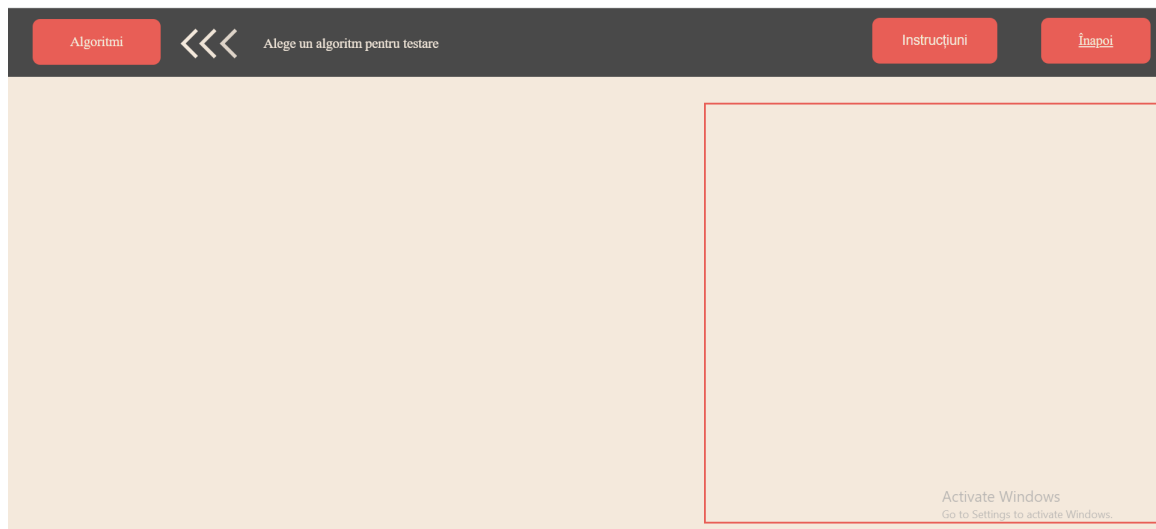 Algoritmi
Alege un algoritm pentru testare
Instrucțiuni
Înapoi
Activate Windows
Go to Settings to activate Windows.